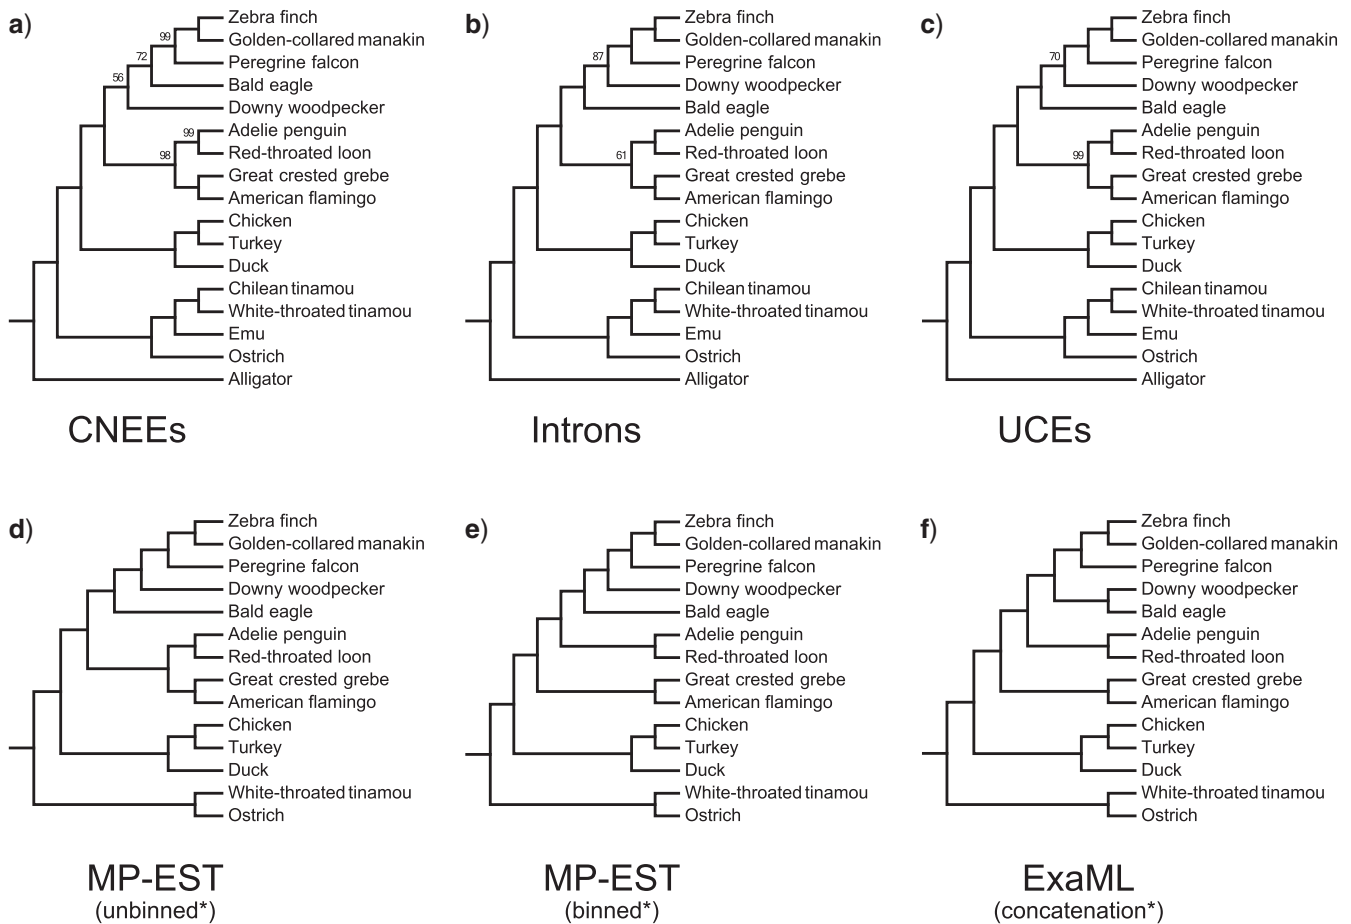 a)
Zebra finch
99
Golden-collared manakin
72
Peregrine falcon
56
Bald eagle
Downy woodpecker
99
Adelie penguin
98
Red-throated loon
Great crested grebe
American flamingo
Chicken
Turkey
Duck
Chilean tinamou
White-throated tinamou
Emu
Ostrich
Alligator
CNEEs
b)
Zebra finch
Golden-collared manakin
87
Peregrine falcon
Downy woodpecker
Bald eagle
Adelie penguin
61
Red-throated loon
Great crested grebe
American flamingo
Chicken
Turkey
Duck
Chilean tinamou
White-throated tinamou
Emu
Ostrich
Alligator
Introns
c)
Zebra finch
Golden-collared manakin
70
Peregrine falcon
Downy woodpecker
Bald eagle
Adelie penguin
99
Red-throated loon
Great crested grebe
American flamingo
Chicken
Turkey
Duck
Chilean tinamou
White-throated tinamou
Emu
Ostrich
Alligator
UCEs
d)
Zebra finch
Golden-collared manakin
Peregrine falcon
Downy woodpecker
Bald eagle
Adelie penguin
Red-throated loon
Great crested grebe
American flamingo
Chicken
Turkey
Duck
White-throated tinamou
Ostrich
MP-EST
(unbinned*)
e)
Zebra finch
Golden-collared manakin
Peregrine falcon
Downy woodpecker
Bald eagle
Adelie penguin
Red-throated loon
Great crested grebe
American flamingo
Chicken
Turkey
Duck
White-throated tinamou
Ostrich
MP-EST
(binned*)
f)
Zebra finch
Golden-collared manakin
Peregrine falcon
Downy woodpecker
Bald eagle
Adelie penguin
Red-throated loon
Great crested grebe
American flamingo
Chicken
Turkey
Duck
White-throated tinamou
Ostrich
ExaML
(concatenation*)